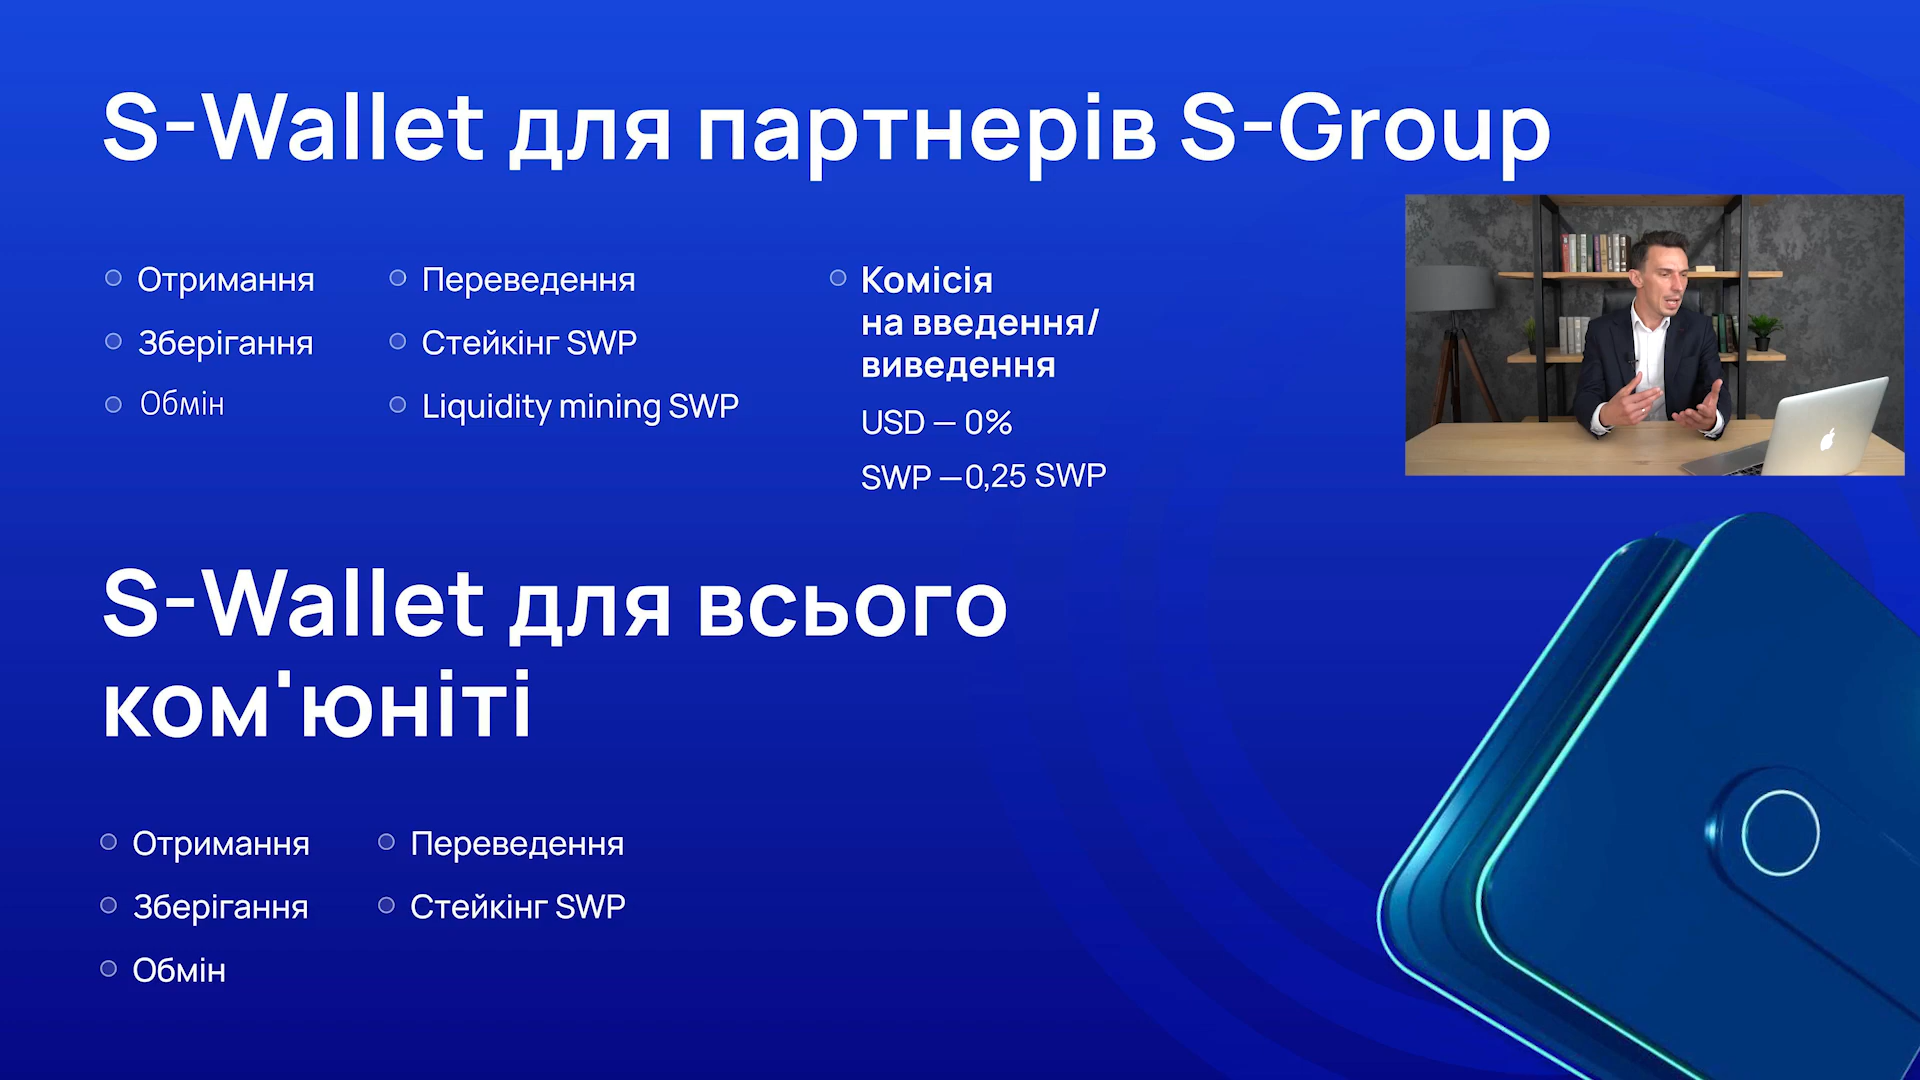 S-Wallet для партнерів S-Group
Отримання
Зберігання
Обмін
Переведення
Стейкінг SWP
Liquidity mining SWP
Комісія
на введення/
виведення
USD — 0%
SWP —0,25 SWP
S-Wallet для всього
ком'юніті
Отримання
Зберігання
Обмін
Переведення
Стейкінг SWP